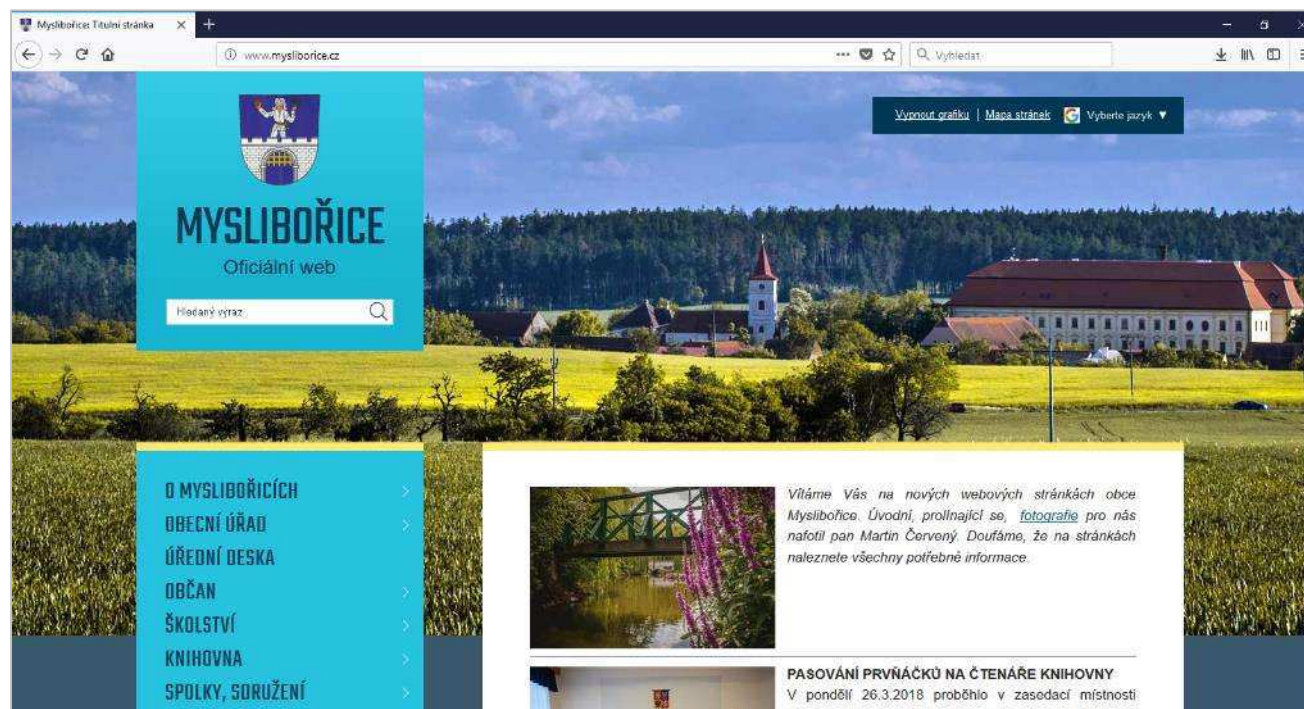 Myslibořice: Titulní stránka
www.mysliborice.cz
Vyhledat
Vypnout grafiku | Mapa stránek G Vyberte jazyk ▼
MYSLIBOŘICE
Oficiální web
Hledaný výraz
O MYSLIBOŘICÍCH
OBECNÍ ÚŘAD
ÚŘEDNÍ DESKA
OBČAN
ŠKOLSTVÍ
KNIHOVNA
SPOLKY, SDRUŽENÍ
Vítáme Vás na nových webových stránkách obce
Myslibořice. Úvodní, prolínající se, fotografie pro nás
nafotil pan Martin Červený. Doufáme, že na stránkách
naleznete všechny potřebné informace.
PASOVÁNÍ PRVŇÁČKŮ NA ČTENÁŘE KNIHOVNY
V pondělí 26.3.2018 proběhlo v zasedací místnosti